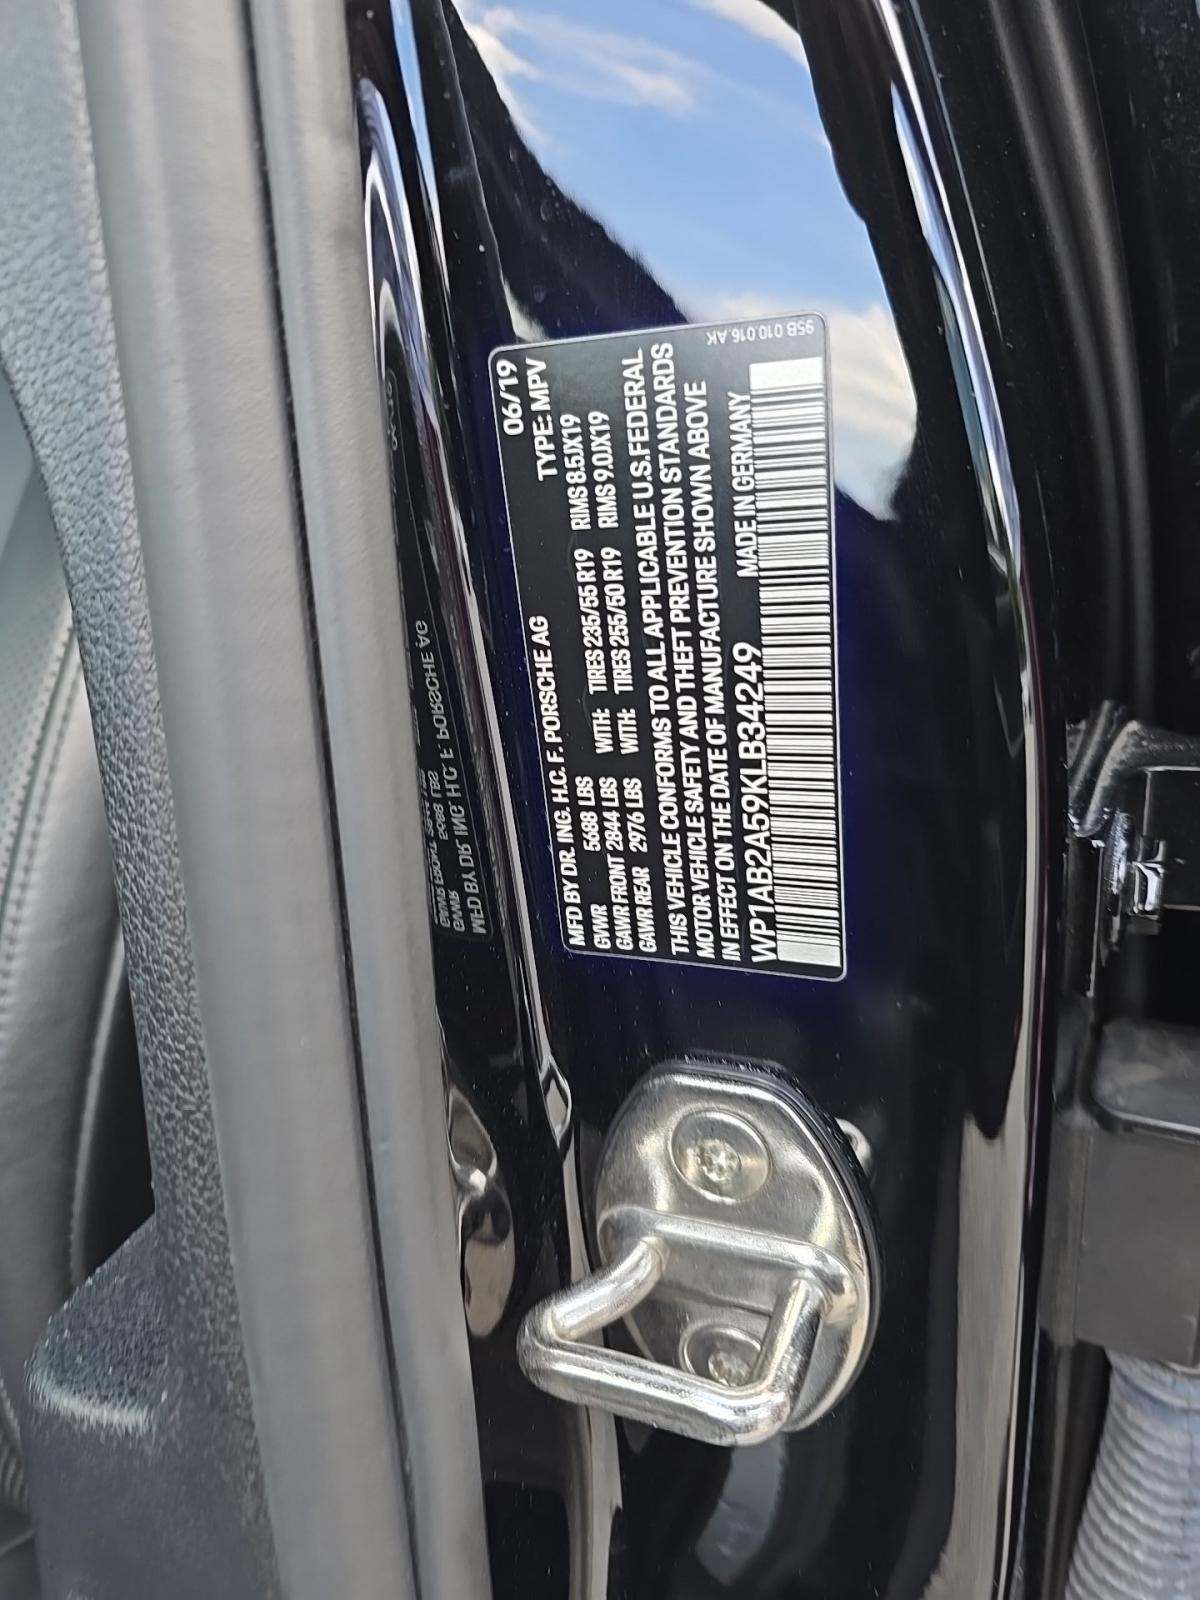 06/19
MFD BY DR. ING. H.C. F. PORSCHE AG TYPE: MPV
GVWR 5688 LBS WITH: TIRES 235/55 R19 RIMS 8.5JX19
GAWR FRONT 2844 LBS WITH: TIRES 255/50 R19 RIMS 9.0JX19
GAWR REAR 2976 LBS
THIS VEHICLE CONFORMS TO ALL APPLICABLE U.S.FEDERAL
MOTOR VEHICLE SAFETY AND THEFT PREVENTION STANDARDS
IN EFFECT ON THE DATE OF MANUFACTURE SHOWN ABOVE
WP1AB2A59KLB34249 MADE IN GERMANY
95B.010.016.AK